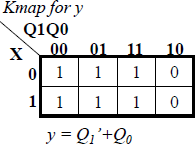 Kmap for y
Q1Q0
X 00 01 11 10
0 1 1 1 0
1 1 1 1 0
y = Q₁’+Q₀